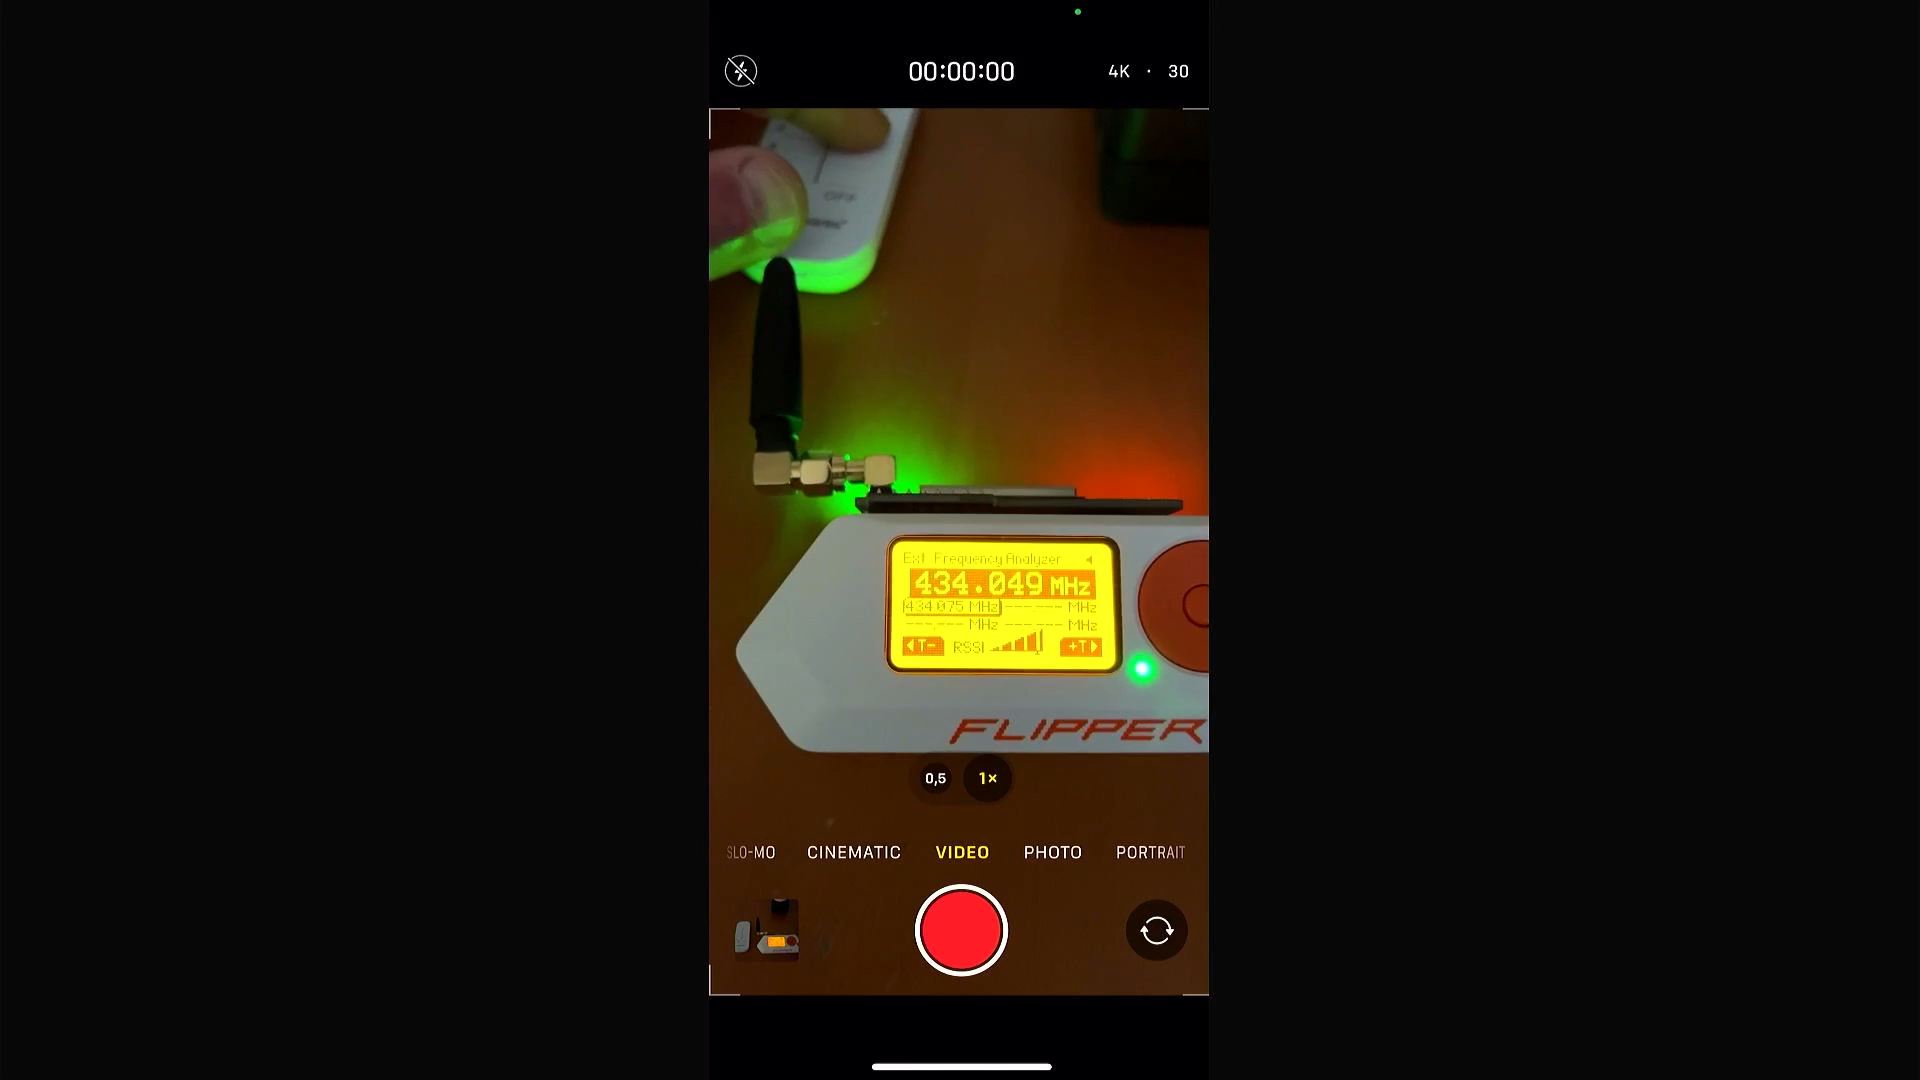 00:00:00
4K · 30
OFF
Ext Frequency Analyzer
434.049 MHz
434.075 MHz ------ MHz
---.--- MHz ------ MHz
T- RSSI +T
FLIPPER
0,5 1×
SLO-MO CINEMATIC VIDEO PHOTO PORTRAIT